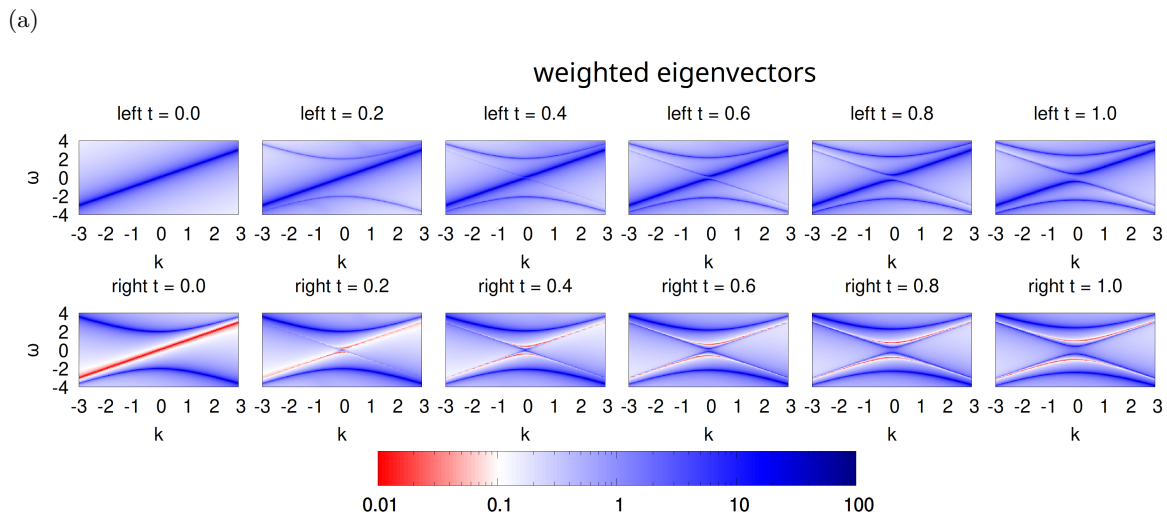 (a)
weighted eigenvectors
left t = 0.0 left t = 0.2 left t = 0.4 left t = 0.6 left t = 0.8 left t = 1.0
4
2
0
-2
-4
ω
-3 -2 -1 0 1 2 3 -3 -2 -1 0 1 2 3 -3 -2 -1 0 1 2 3 -3 -2 -1 0 1 2 3 -3 -2 -1 0 1 2 3 -3 -2 -1 0 1 2 3
k k k k k k
right t = 0.0 right t = 0.2 right t = 0.4 right t = 0.6 right t = 0.8 right t = 1.0
4
2
0
-2
-4
ω
-3 -2 -1 0 1 2 3 -3 -2 -1 0 1 2 3 -3 -2 -1 0 1 2 3 -3 -2 -1 0 1 2 3 -3 -2 -1 0 1 2 3 -3 -2 -1 0 1 2 3
k k k k k k
0.01 0.1 1 10 100